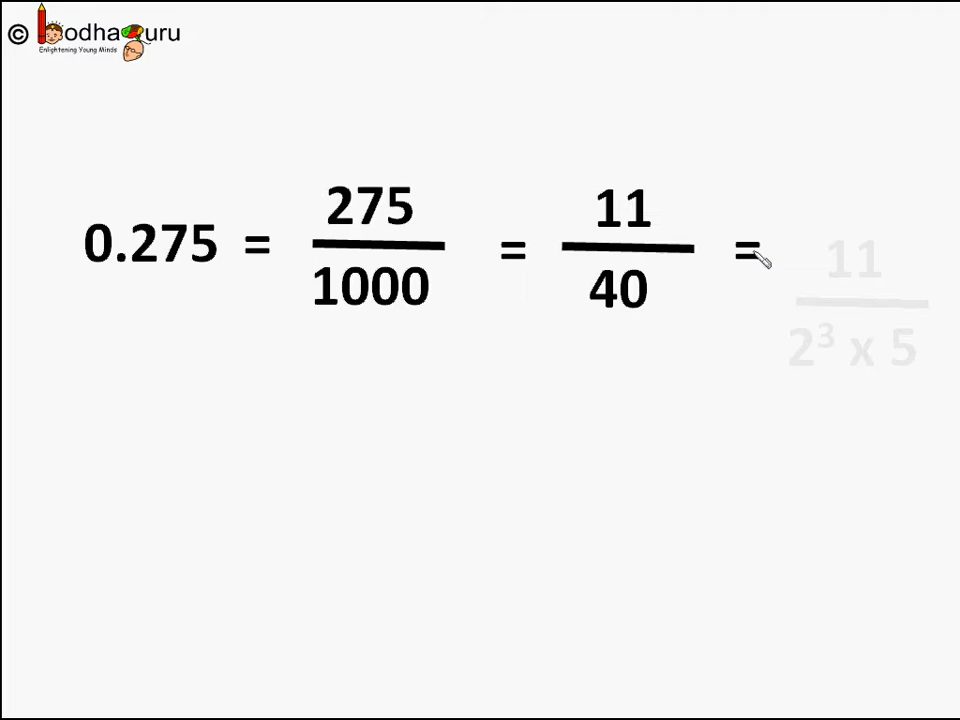 © BodhaGuru
Enlightening Young Minds
0.275 = 275/1000 = 11/40 = 11/(2³ x 5)